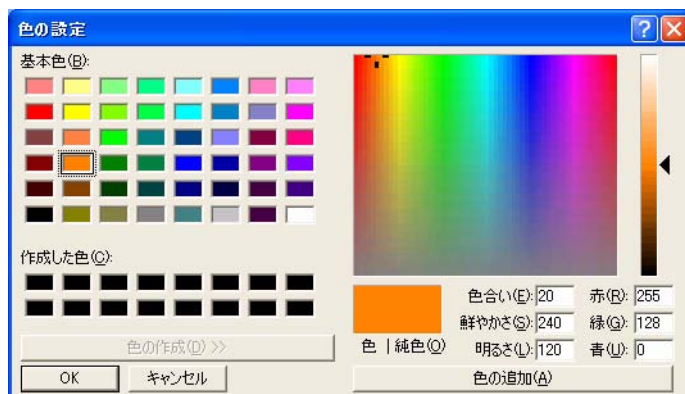 色の設定
基本色(B):
作成した色(C):
色の作成(D) >>
OK キャンセル
色 | 純色(O)
色合い(E): 20 赤(R): 255
鮮やかさ(S): 240 緑(G): 128
明るさ(L): 120 青(U): 0
色の追加(A)